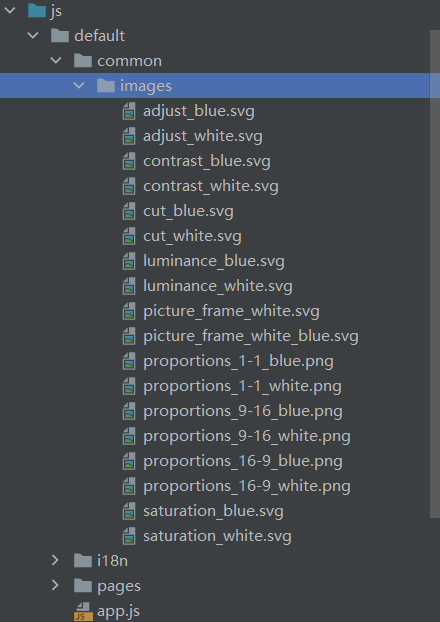 js
default
common
images
adjust_blue.svg
adjust_white.svg
contrast_blue.svg
contrast_white.svg
cut_blue.svg
cut_white.svg
luminance_blue.svg
luminance_white.svg
picture_frame_white.svg
picture_frame_white_blue.svg
proportions_1-1_blue.png
proportions_1-1_white.png
proportions_9-16_blue.png
proportions_9-16_white.png
proportions_16-9_blue.png
proportions_16-9_white.png
saturation_blue.svg
saturation_white.svg
i18n
pages
JS app.js